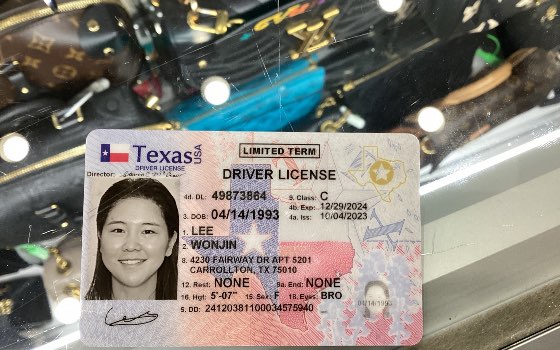 Texas USA
DRIVER LICENSE
Director:
LIMITED TERM
DRIVER LICENSE
4d. DL: 49873864 9. Class: C
4b. Exp: 12/29/2024
3. DOB: 04/14/1993 4a. Iss: 10/04/2023
1. LEE
2. WONJIN
8. 4230 FAIRWAY DR APT 5201
CARROLLTON, TX 75010
12. Rest: NONE 9a. End: NONE
16. Hgt: 5'-07" 15. Sex: F 18. Eyes: BRO
5. DD: 24120381100034575940
04/14/1993